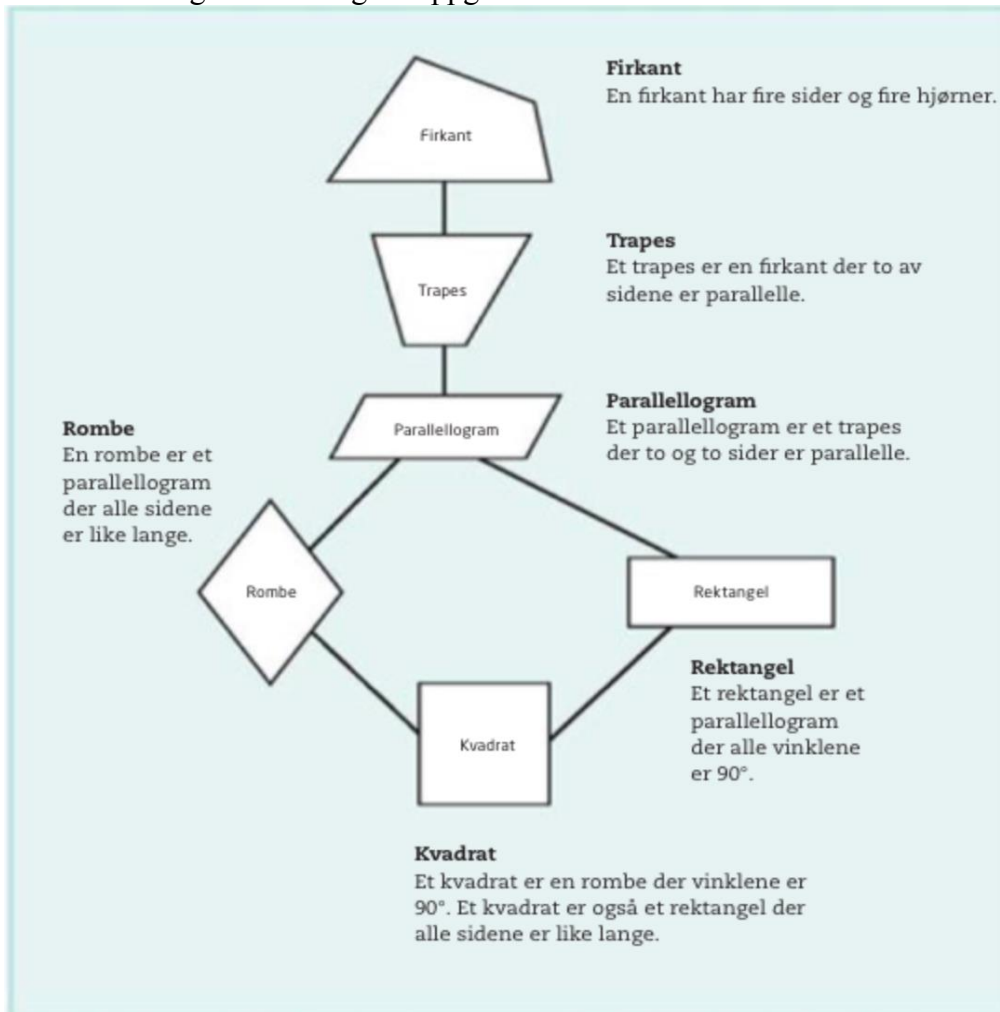 Firkant
Firkant
En firkant har fire sider og fire hjørner.
Trapes
Trapes
Et trapes er en firkant der to av
sidene er parallelle.
Parallellogram
Parallellogram
Et parallellogram er et trapes
der to og to sider er parallelle.
Rombe
En rombe er et
parallellogram
der alle sidene
er like lange.
Rombe
Rektangel
Rektangel
Et rektangel er et
parallellogram
der alle vinklene
er 90°.
Kvadrat
Kvadrat
Et kvadrat er en rombe der vinklene er
90°. Et kvadrat er også et rektangel der
alle sidene er like lange.